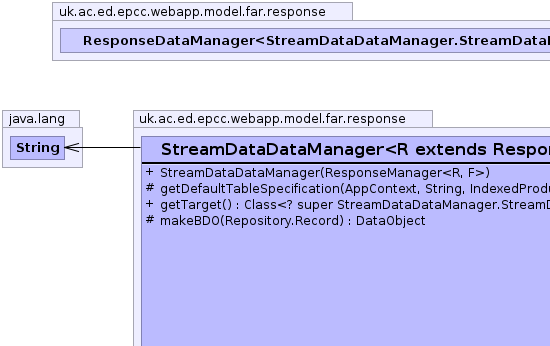 uk.ac.ed.epcc.webapp.model.far.response
ResponseDataManager<StreamDataDataManager.StreamData
java.lang
uk.ac.ed.epcc.webapp.model.far.response
String
StreamDataDataManager<R extends Respon
+ StreamDataDataManager(ResponseManager<R, F>)
# getDefaultTableSpecification(AppContext, String, IndexedProdu
+ getTarget() : Class<? super StreamDataDataManager.StreamD
# makeBDO(Repository.Record) : DataObject